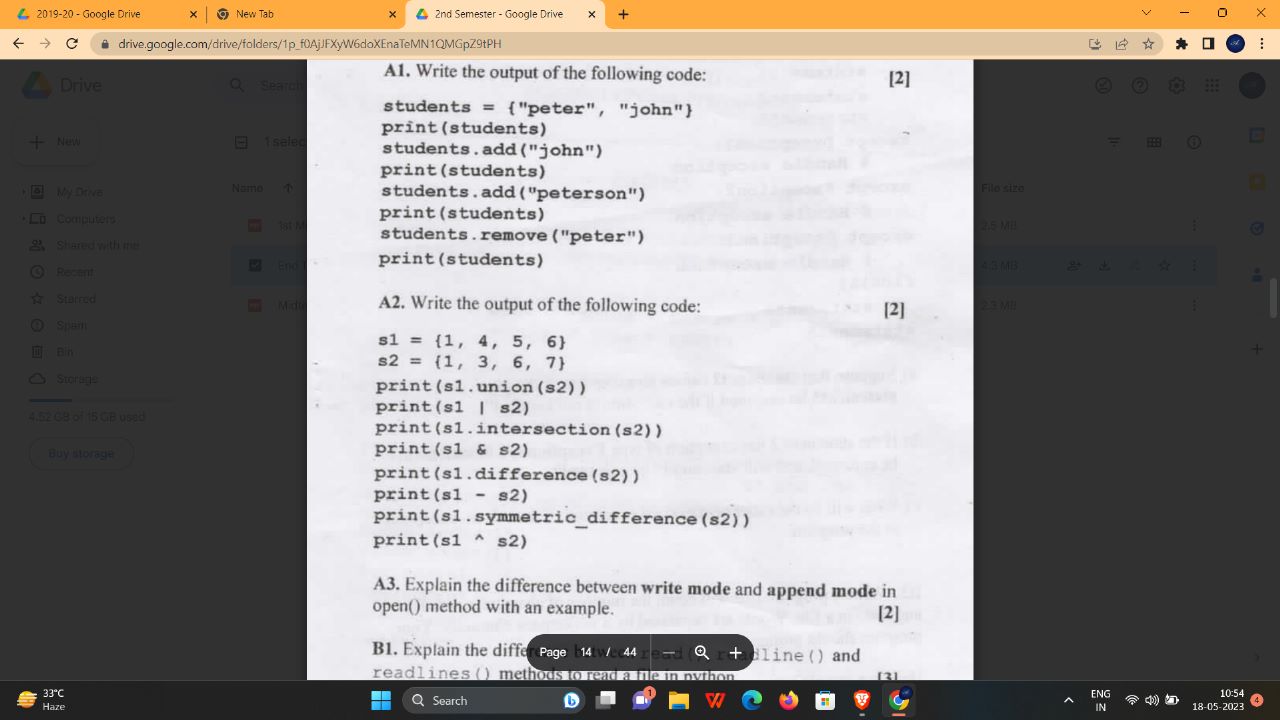 2019-20 - Google Drive
New Tab
2nd Semester - Google Drive
drive.google.com/drive/folders/1p_f0AjJFXyW6doXEnaTeMN1QMGpZ9tPH
Drive
Search
New
1 selec
My Drive
Computers
Shared with me
Recent
Starred
Spam
Bin
Storage
4.52 GB of 15 GB used
Buy storage
Name
File size
1st M
2.5 MB
End T
4.3 MB
Midte
2.3 MB
A1. Write the output of the following code: [2]
students = {"peter", "john"}
print(students)
students.add("john")
print(students)
students.add("peterson")
print(students)
students.remove("peter")
print(students)
A2. Write the output of the following code: [2]
s1 = {1, 4, 5, 6}
s2 = {1, 3, 6, 7}
print(s1.union(s2))
print(s1 | s2)
print(s1.intersection(s2))
print(s1 & s2)
print(s1.difference(s2))
print(s1 - s2)
print(s1.symmetric_difference(s2))
print(s1 ^ s2)
A3. Explain the difference between write mode and append mode in
open() method with an example. [2]
B1. Explain the differe readline() and
readlines() methods to read a file in python. [3]
Page 14 / 44
33°C
Haze
Search
1
ENG
IN
10:54
18-05-2023
4